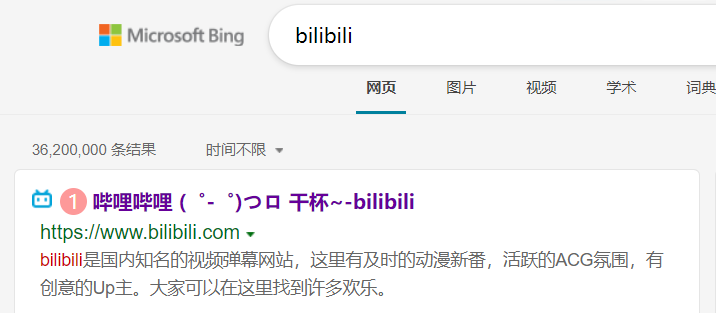 Microsoft Bing
bilibili
网页 图片 视频 学术 词典
36,200,000 条结果 时间不限
1 哔哩哔哩 ( ゜- ゜)つロ 干杯~-bilibili
https://www.bilibili.com
bilibili是国内知名的视频弹幕网站，这里有及时的动漫新番，活跃的ACG氛围，有
创意的Up主。大家可以在这里找到许多欢乐。